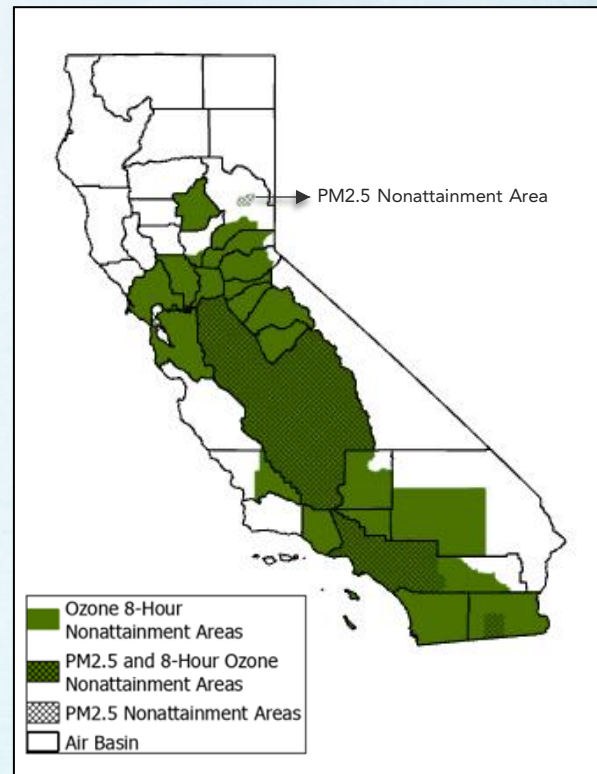 PM2.5 Nonattainment Area
Ozone 8-Hour
Nonattainment Areas
PM2.5 and 8-Hour Ozone
Nonattainment Areas
PM2.5 Nonattainment Areas
Air Basin